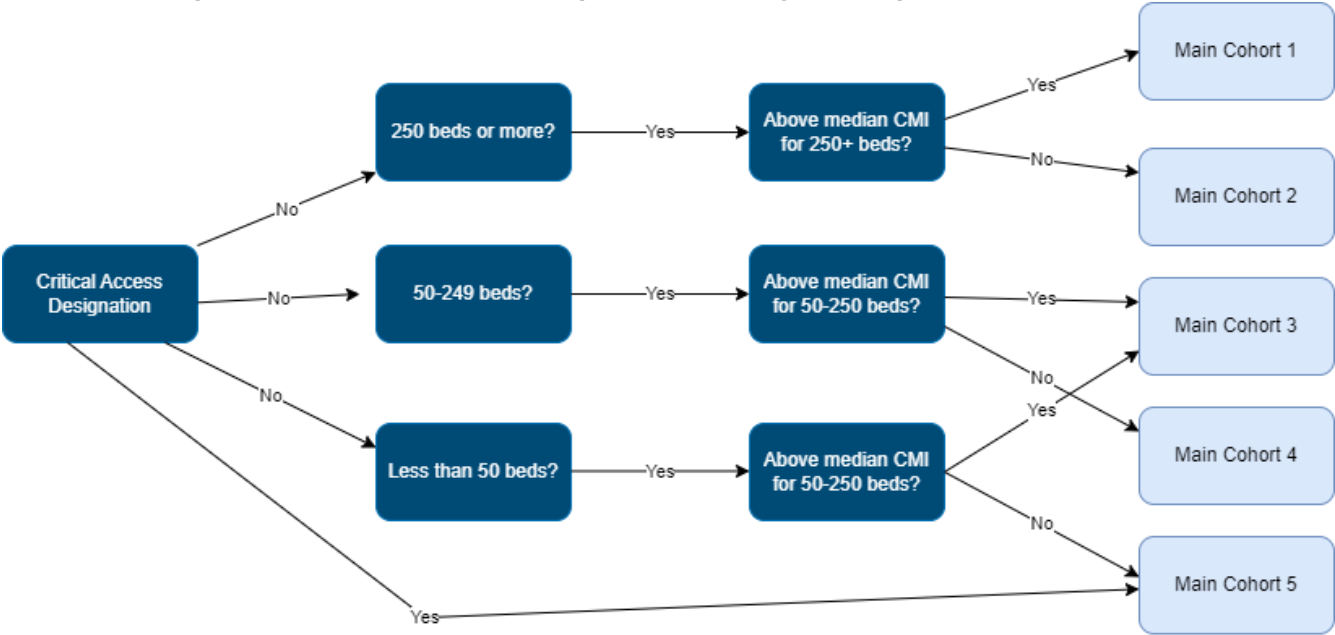 Main Cohort 1
Yes
250 beds or more?
Yes
Above median CMI
for 250+ beds?
No
Main Cohort 2
No
Critical Access
Designation
No
50-249 beds?
Yes
Above median CMI
for 50-250 beds?
Yes
Main Cohort 3
No
No
Yes
Less than 50 beds?
Yes
Above median CMI
for 50-250 beds?
Main Cohort 4
No
Main Cohort 5
Yes